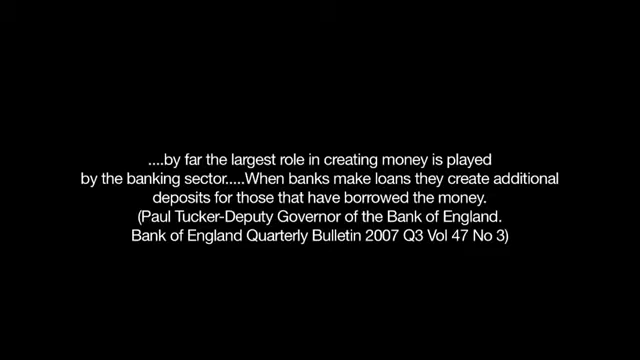 ....by far the largest role in creating money is played
by the banking sector.....When banks make loans they create additional
deposits for those that have borrowed the money.
(Paul Tucker-Deputy Governor of the Bank of England.
Bank of England Quarterly Bulletin 2007 Q3 Vol 47 No 3)